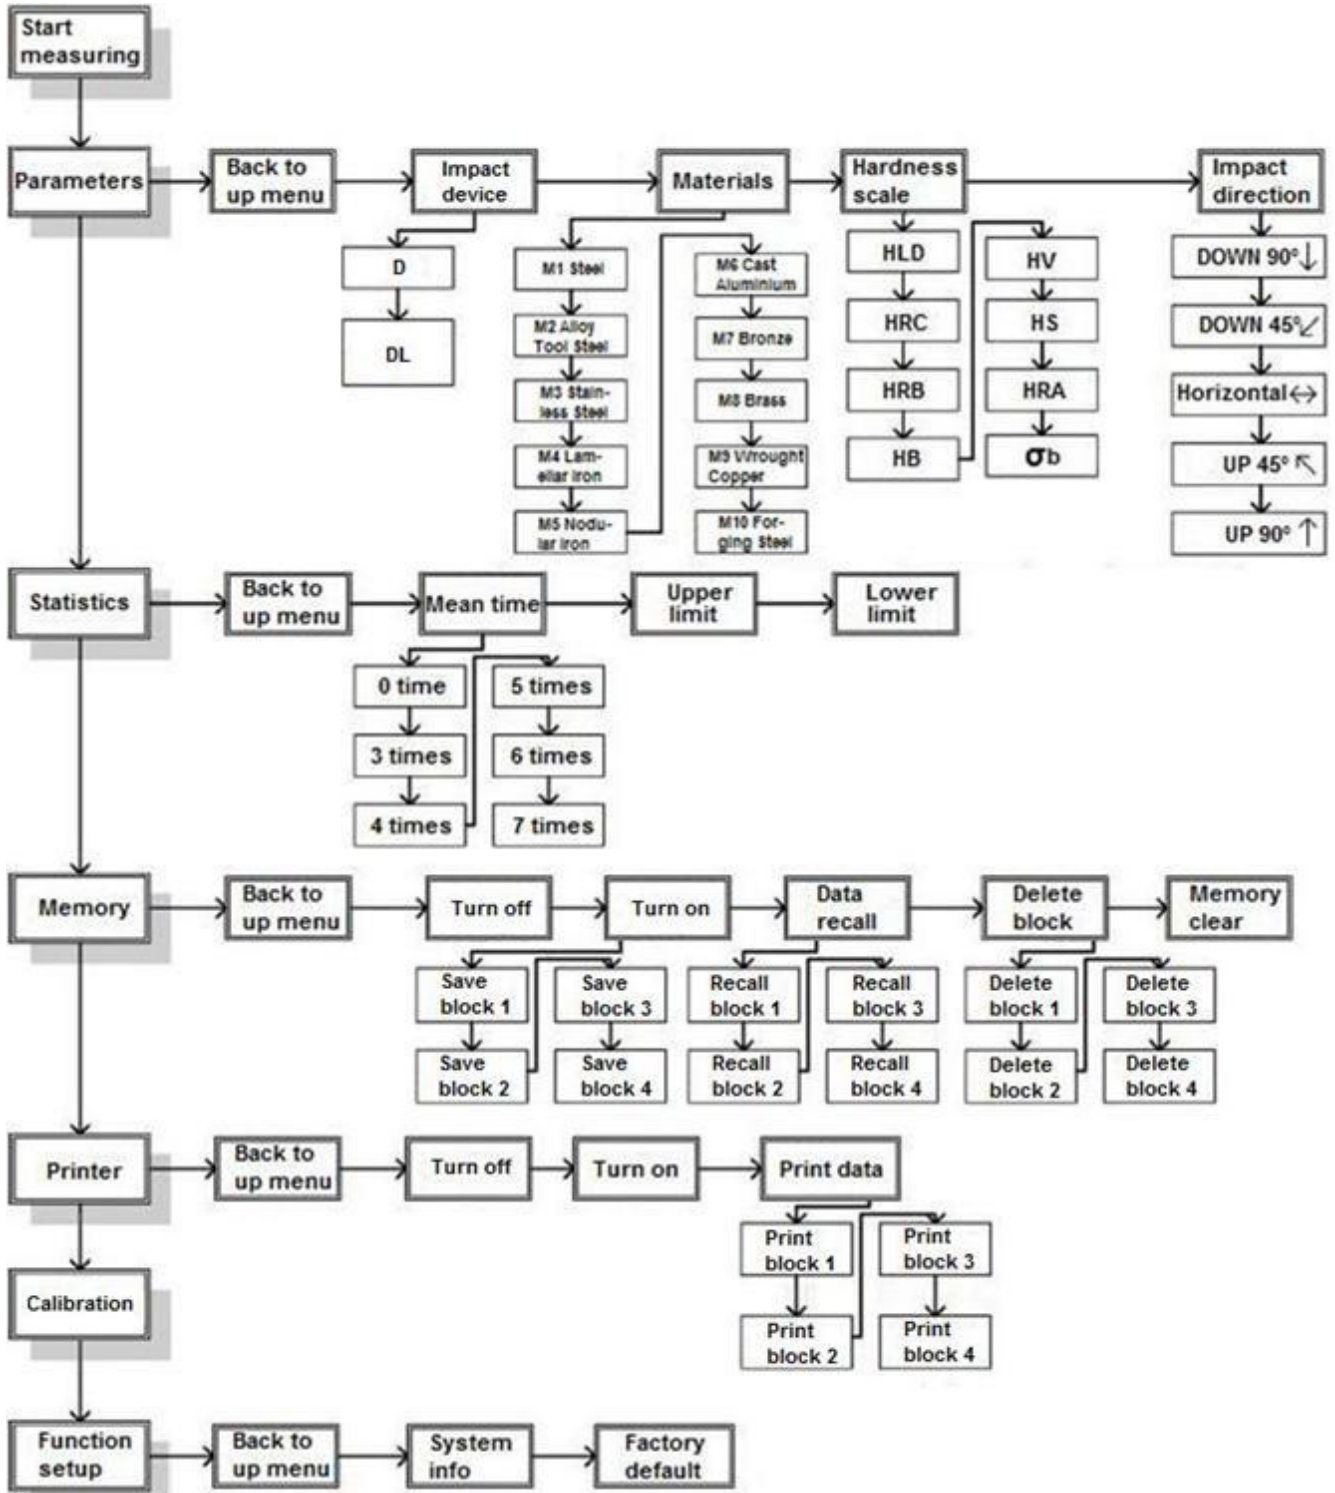 Start
measuring
Parameters
Back to
up menu
Impact
device
D
DL
Materials
M1 Steel
M2 Alloy
Tool Steel
M3 Stain-
less Steel
M4 Lam-
ellar Iron
M5 Nodu-
lar Iron
M6 Cast
Aluminium
M7 Bronze
M8 Brass
M9 Wrought
Copper
M10 For-
ging Steel
Hardness
scale
HLD
HRC
HRB
HB
HV
HS
HRA
σb
Impact
direction
DOWN 90° ↓
DOWN 45° ↙
Horizontal ↔
UP 45° ↖
UP 90° ↑
Statistics
Back to
up menu
Mean time
0 time
3 times
4 times
5 times
6 times
7 times
Upper
limit
Lower
limit
Memory
Back to
up menu
Turn off
Turn on
Save
block 1
Save
block 2
Save
block 3
Save
block 4
Data
recall
Recall
block 1
Recall
block 2
Recall
block 3
Recall
block 4
Delete
block
Delete
block 1
Delete
block 2
Delete
block 3
Delete
block 4
Memory
clear
Printer
Back to
up menu
Turn off
Turn on
Print data
Print
block 1
Print
block 2
Print
block 3
Print
block 4
Calibration
Function
setup
Back to
up menu
System
info
Factory
default